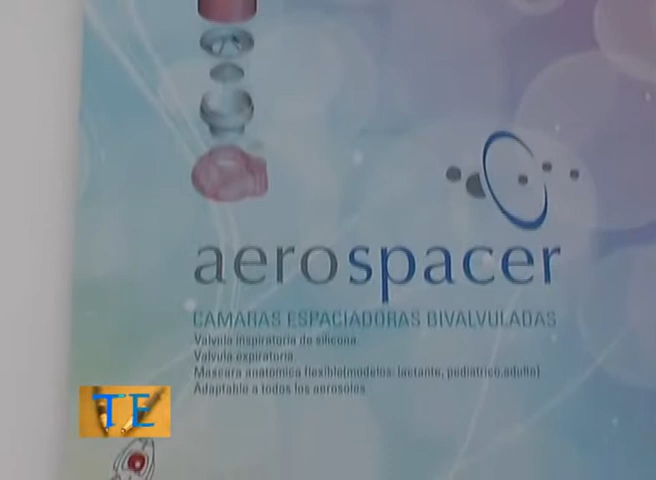 aerospacer
CAMARAS ESPACIADORAS BIVALVULADAS
Valvula inspiratoria de silicona
Valvula expiratoria
Mascara anatomica flexible(modelos: lactante, pediatrico,adulto)
Adaptable a todos los aerosoles
TE